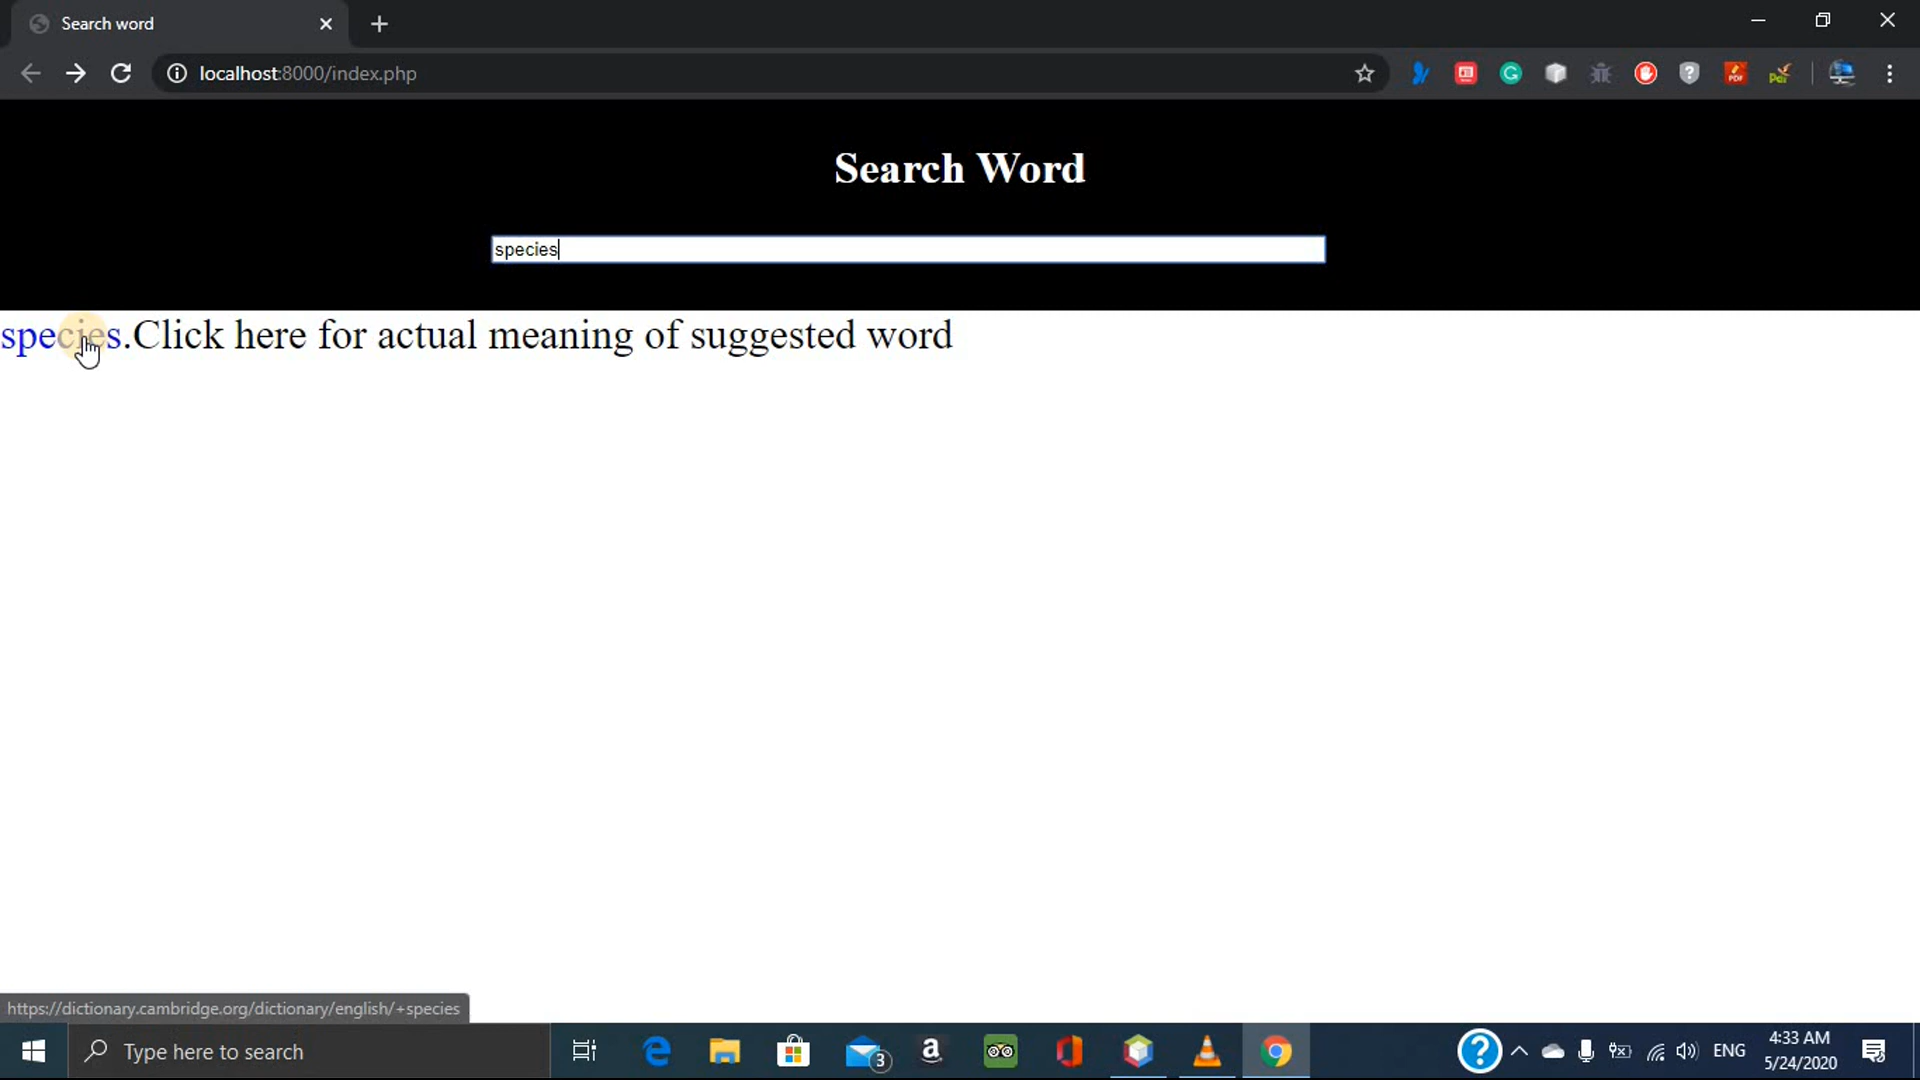 Search word
localhost:8000/index.php
Search Word
species
species.Click here for actual meaning of suggested word
https://dictionary.cambridge.org/dictionary/english/+species
Type here to search
3
ENG
4:33 AM
5/24/2020